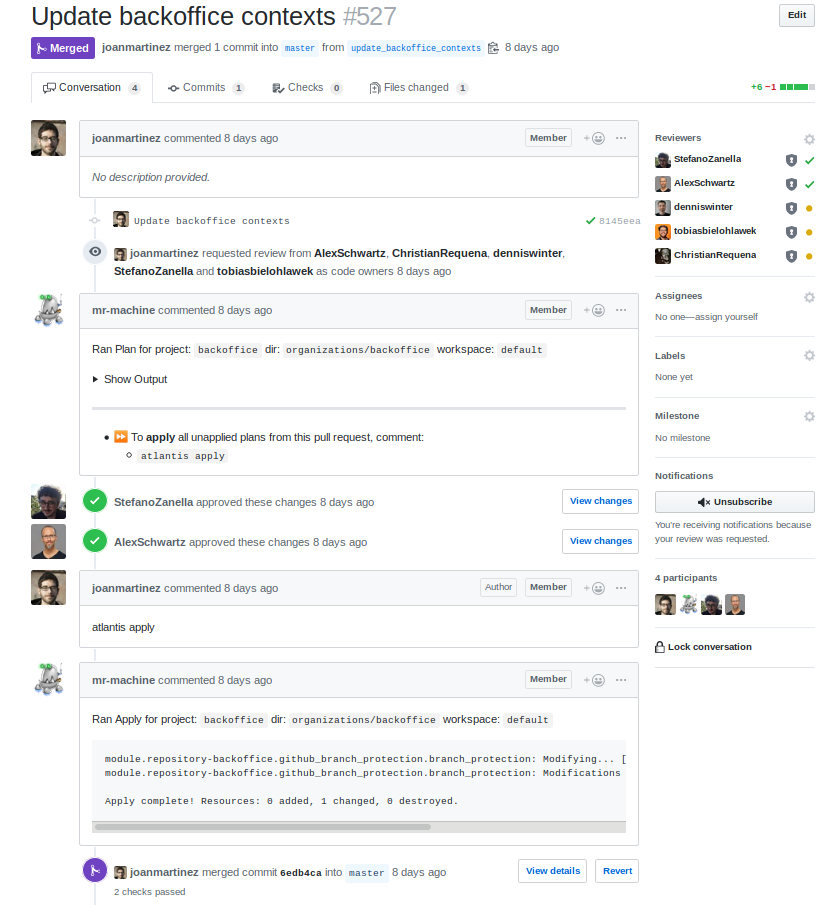 Update backoffice contexts #527
Edit
Merged joanmartinez merged 1 commit into master from update_backoffice_contexts 8 days ago
Conversation 4 Commits 1 Checks 0 Files changed 1
+6 −1
joanmartinez commented 8 days ago Member
No description provided.
Update backoffice contexts 8145eea
joanmartinez requested review from AlexSchwartz, ChristianRequena, denniswinter,
StefanoZanella and tobiasbielohlawek as code owners 8 days ago
mr-machine commented 8 days ago Member
Ran Plan for project: backoffice dir: organizations/backoffice workspace: default
Show Output
To apply all unapplied plans from this pull request, comment:
atlantis apply
StefanoZanella approved these changes 8 days ago View changes
AlexSchwartz approved these changes 8 days ago View changes
joanmartinez commented 8 days ago Author Member
atlantis apply
mr-machine commented 8 days ago Member
Ran Apply for project: backoffice dir: organizations/backoffice workspace: default
module.repository-backoffice.github_branch_protection.branch_protection: Modifying... [
module.repository-backoffice.github_branch_protection.branch_protection: Modifications
Apply complete! Resources: 0 added, 1 changed, 0 destroyed.
joanmartinez merged commit 6edb4ca into master 8 days ago View details Revert
2 checks passed
Reviewers
StefanoZanella
AlexSchwartz
denniswinter
tobiasbielohlawek
ChristianRequena
Assignees
No one—assign yourself
Labels
None yet
Milestone
No milestone
Notifications
Unsubscribe
You're receiving notifications because
your review was requested.
4 participants
Lock conversation